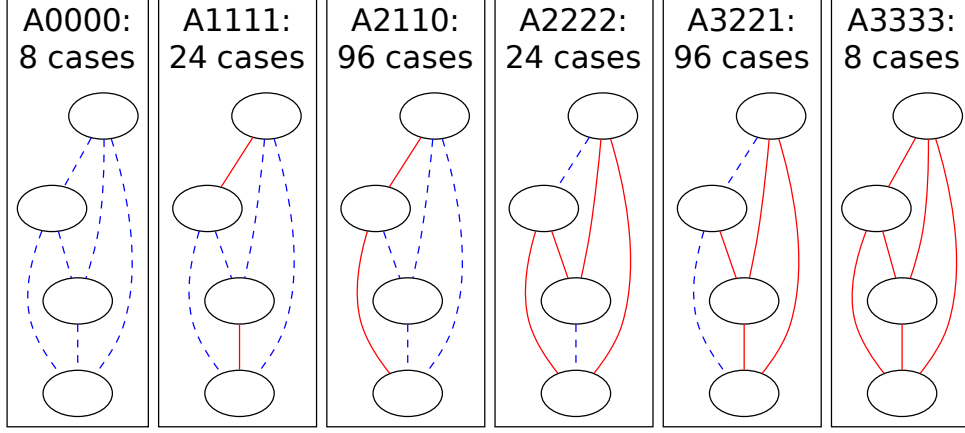 A0000:
8 cases
A1111:
24 cases
A2110:
96 cases
A2222:
24 cases
A3221:
96 cases
A3333:
8 cases